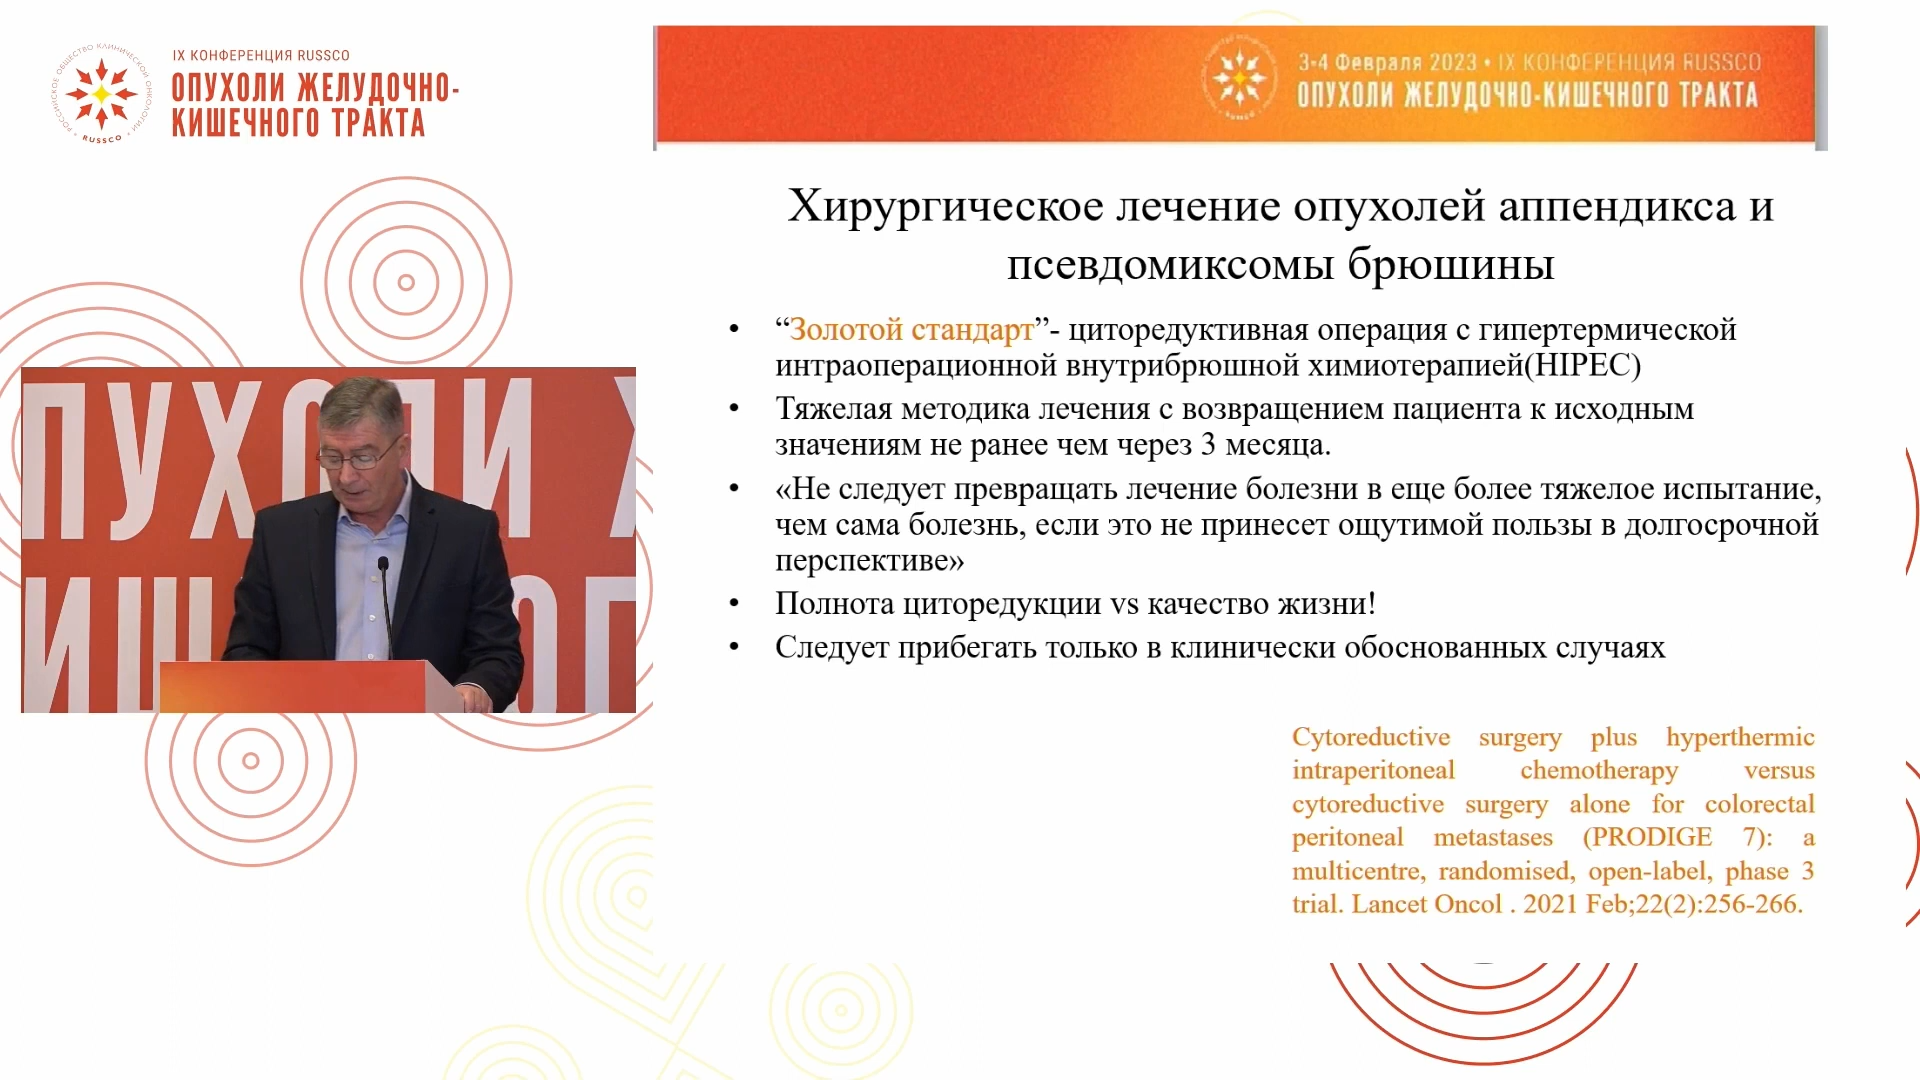 IX КОНФЕРЕНЦИЯ RUSSCO
ОПУХОЛИ ЖЕЛУДОЧНО-
КИШЕЧНОГО ТРАКТА
РОССИЙСКОЕ ОБЩЕСТВО КЛИНИЧЕСКОЙ ОНКОЛОГИИ
• RUSSCO •
3-4 Февраля 2023 • IX КОНФЕРЕНЦИЯ RUSSCO
ОПУХОЛИ ЖЕЛУДОЧНО-КИШЕЧНОГО ТРАКТА
Хирургическое лечение опухолей аппендикса и
псевдомиксомы брюшины
• “Золотой стандарт”- циторедуктивная операция с гипертермической
интраоперационной внутрибрюшной химиотерапией(HIPEC)
• Тяжелая методика лечения с возвращением пациента к исходным
значениям не ранее чем через 3 месяца.
• «Не следует превращать лечение болезни в еще более тяжелое испытание,
чем сама болезнь, если это не принесет ощутимой пользы в долгосрочной
перспективе»
• Полнота циторедукции vs качество жизни!
• Следует прибегать только в клинически обоснованных случаях
Cytoreductive surgery plus hyperthermic
intraperitoneal chemotherapy versus
cytoreductive surgery alone for colorectal
peritoneal metastases (PRODIGE 7): a
multicentre, randomised, open-label, phase 3
trial. Lancet Oncol . 2021 Feb;22(2):256-266.